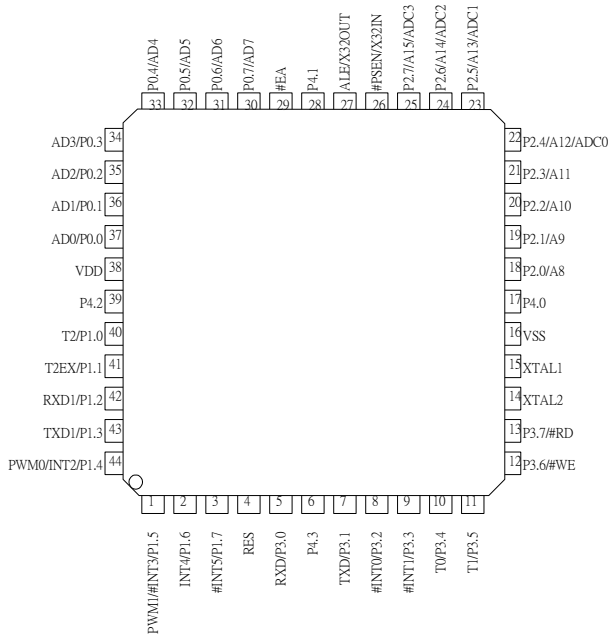 P0.4/AD4
P0.5/AD5
P0.6/AD6
P0.7/AD7
#EA
P4.1
ALE/X32OUT
#PSEN/X32IN
P2.7/A15/ADC3
P2.6/A14/ADC2
P2.5/A13/ADC1
33 32 31 30 29 28 27 26 25 24 23
AD3/P0.3 34
AD2/P0.2 35
AD1/P0.1 36
AD0/P0.0 37
VDD 38
P4.2 39
T2/P1.0 40
T2EX/P1.1 41
RXD1/P1.2 42
TXD1/P1.3 43
PWM0/INT2/P1.4 44
22 P2.4/A12/ADC0
21 P2.3/A11
20 P2.2/A10
19 P2.1/A9
18 P2.0/A8
17 P4.0
16 VSS
15 XTAL1
14 XTAL2
13 P3.7/#RD
12 P3.6/#WE
1 2 3 4 5 6 7 8 9 10 11
PWM1/#INT3/P1.5
INT4/P1.6
#INT5/P1.7
RES
RXD/P3.0
P4.3
TXD/P3.1
#INT0/P3.2
#INT1/P3.3
T0/P3.4
T1/P3.5